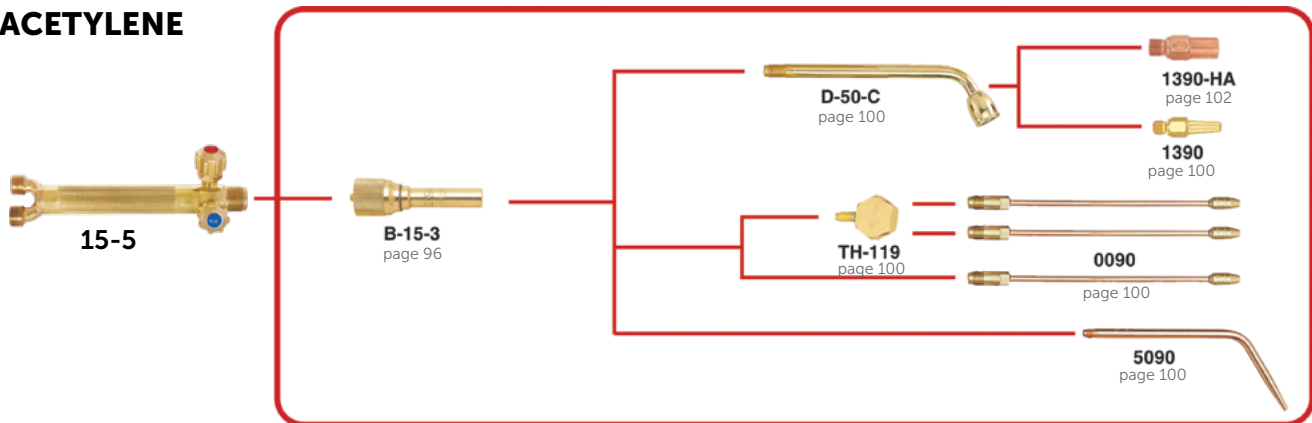 ACETYLENE
15-5
B-15-3
page 96
D-50-C
page 100
1390-HA
page 102
1390
page 100
TH-119
page 100
0090
page 100
5090
page 100